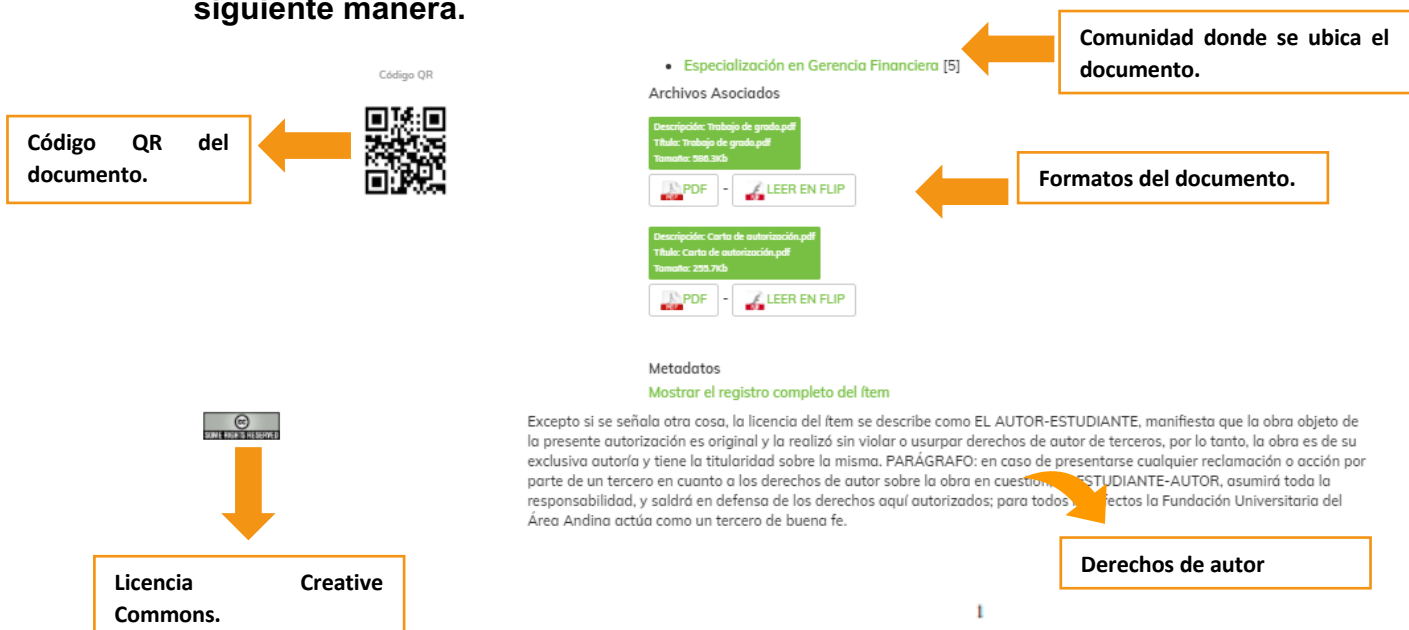 siguiente manera.
Código QR
Código QR del
documento.
• Especialización en Gerencia Financiera [5]
Comunidad donde se ubica el
documento.
Archivos Asociados
Descripción: Trabajo de grado.pdf
Título: Trabajo de grado.pdf
Tamaño: 586.3Kb
PDF - LEER EN FLIP
Formatos del documento.
Descripción: Carta de autorización.pdf
Título: Carta de autorización.pdf
Tamaño: 255.7Kb
PDF - LEER EN FLIP
Metadatos
Mostrar el registro completo del ítem
cc
SOME RIGHTS RESERVED
Excepto si se señala otra cosa, la licencia del ítem se describe como EL AUTOR-ESTUDIANTE, manifiesta que la obra objeto de
la presente autorización es original y la realizó sin violar o usurpar derechos de autor de terceros, por lo tanto, la obra es de su
exclusiva autoría y tiene la titularidad sobre la misma. PARÁGRAFO: en caso de presentarse cualquier reclamación o acción por
parte de un tercero en cuanto a los derechos de autor sobre la obra en cuestión, ESTUDIANTE-AUTOR, asumirá toda la
responsabilidad, y saldrá en defensa de los derechos aquí autorizados; para todos efectos la Fundación Universitaria del
Área Andina actúa como un tercero de buena fe.
Derechos de autor
Licencia Creative
Commons.